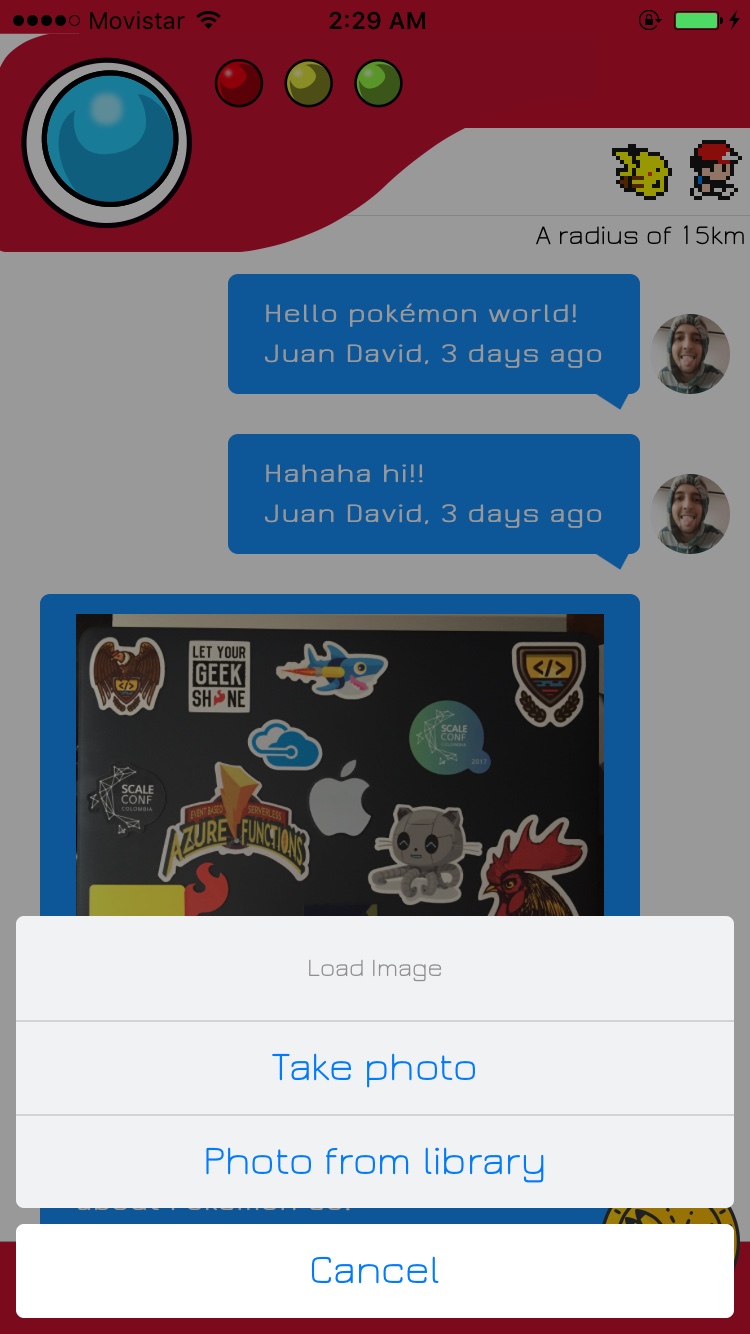 Movistar 2:29 AM
A radius of 15km
Hello pokémon world!
Juan David, 3 days ago
Hahaha hi!!
Juan David, 3 days ago
LET YOUR
GEEK
SH NE
</>
</>
SCALE
CONF
COLOMBIA
2017
SCALE
CONF
COLOMBIA
EVENT BASED SERVERLESS
AZURE FUNCTIONS
Load Image
Take photo
Photo from library
Cancel